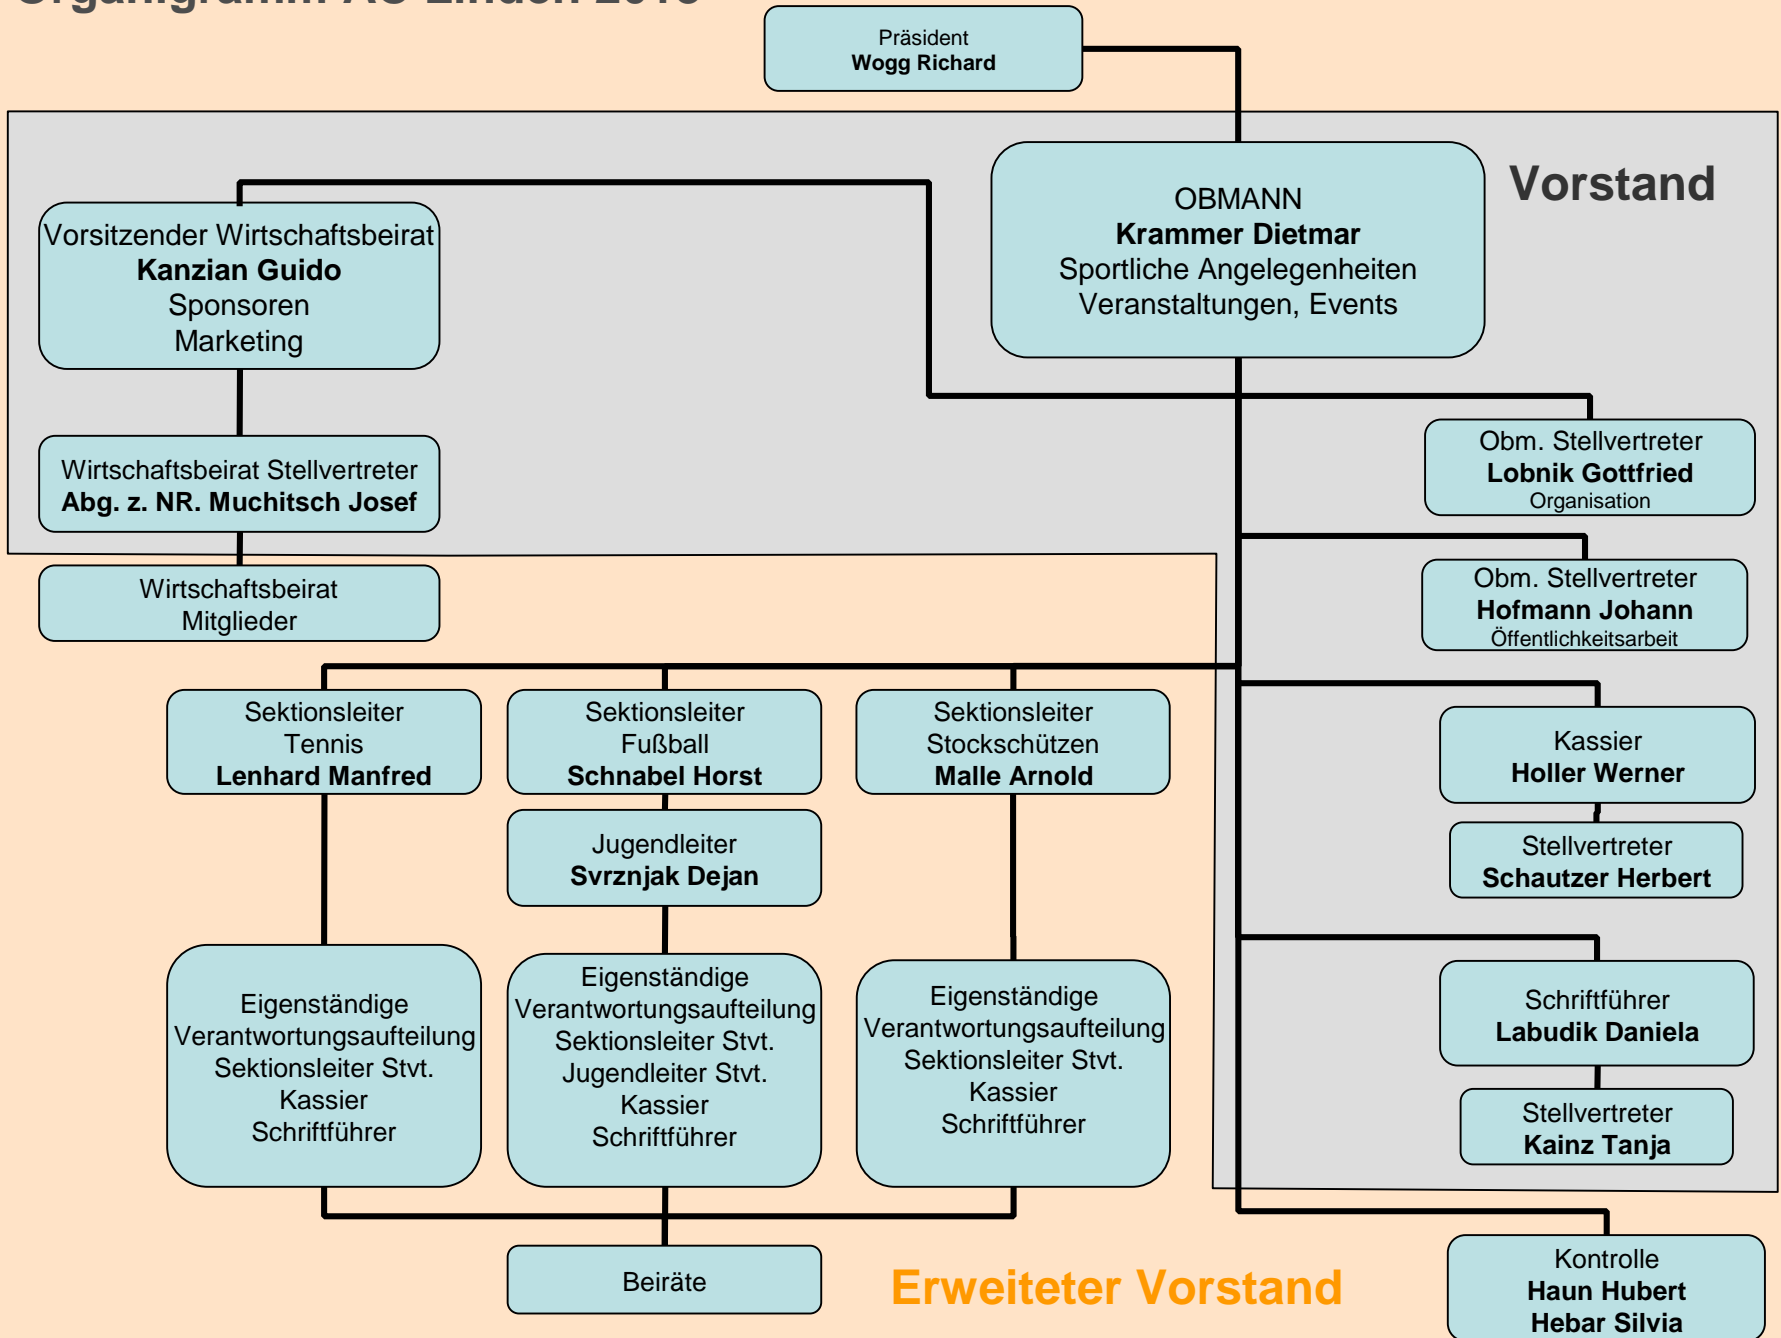 Präsident
Wogg Richard
Vorstand
OBMANN
Krammer Dietmar
Sportliche Angelegenheiten
Veranstaltungen, Events
Vorsitzender Wirtschaftsbeirat
Kanzian Guido
Sponsoren
Marketing
Wirtschaftsbeirat Stellvertreter
Abg. z. NR. Muchitsch Josef
Wirtschaftsbeirat
Mitglieder
Obm. Stellvertreter
Lobnik Gottfried
Organisation
Obm. Stellvertreter
Hofmann Johann
Öffentlichkeitsarbeit
Sektionsleiter
Tennis
Lenhard Manfred
Sektionsleiter
Fußball
Schnabel Horst
Sektionsleiter
Stockschützen
Malle Arnold
Kassier
Holler Werner
Jugendleiter
Svrznjak Dejan
Stellvertreter
Schautzer Herbert
Eigenständige
Verantwortungsaufteilung
Sektionsleiter Stvt.
Kassier
Schriftführer
Eigenständige
Verantwortungsaufteilung
Sektionsleiter Stvt.
Jugendleiter Stvt.
Kassier
Schriftführer
Eigenständige
Verantwortungsaufteilung
Sektionsleiter Stvt.
Kassier
Schriftführer
Schriftführer
Labudik Daniela
Stellvertreter
Kainz Tanja
Beiräte
Erweiteter Vorstand
Kontrolle
Haun Hubert
Hebar Silvia